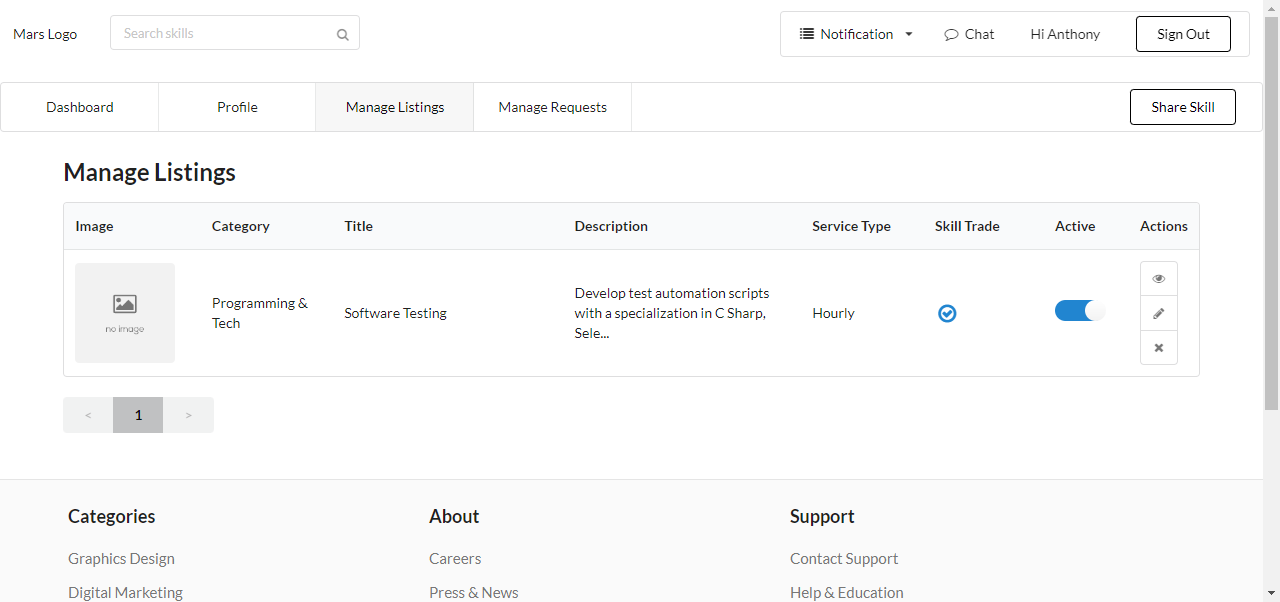 Mars Logo
Search skills
Notification
Chat
Hi Anthony
Sign Out
Dashboard
Profile
Manage Listings
Manage Requests
Share Skill
Manage Listings
Image Category Title Description Service Type Skill Trade Active Actions
no image
Programming &
Tech
Software Testing
Develop test automation scripts
with a specialization in C Sharp,
Sele...
Hourly
< 1 >
Categories
Graphics Design
Digital Marketing
About
Careers
Press & News
Support
Contact Support
Help & Education